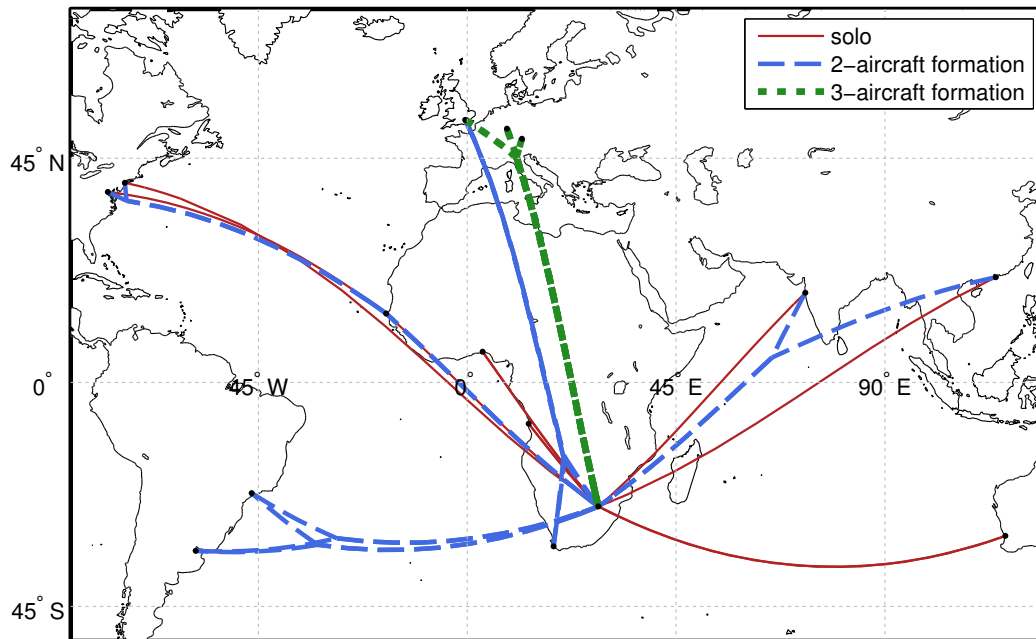 solo
2−aircraft formation
3−aircraft formation
45° N
0°
45° W
0°
45° E
90° E
45° S